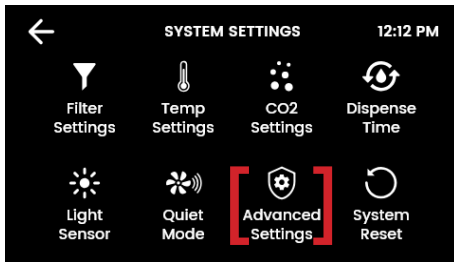 SYSTEM SETTINGS 12:12 PM
Filter Settings
Temp Settings
CO2 Settings
Dispense Time
Light Sensor
Quiet Mode
Advanced Settings
System Reset